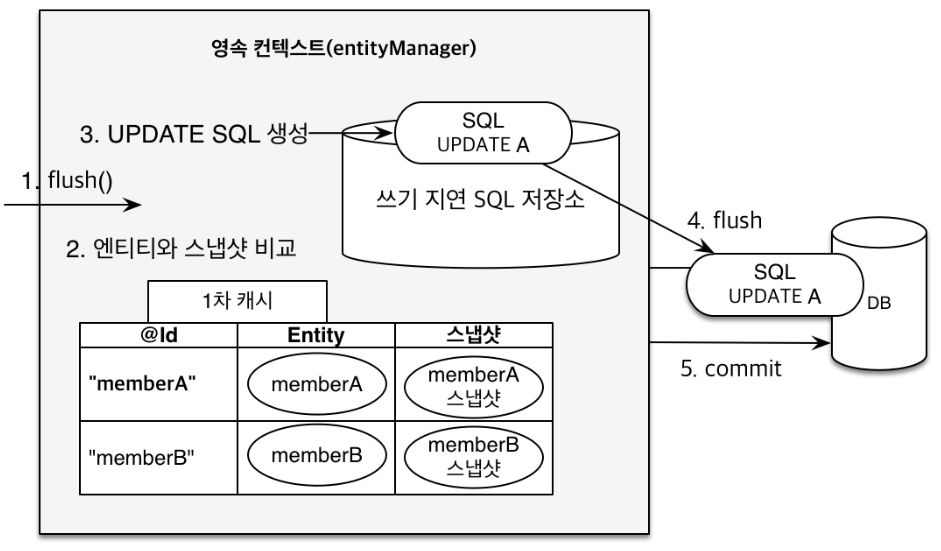 영속 컨텍스트(entityManager)
3. UPDATE SQL 생성
SQL
UPDATE A
쓰기 지연 SQL 저장소
1. flush()
2. 엔티티와 스냅샷 비교
4. flush
SQL
UPDATE A
DB
5. commit
1차 캐시
@Id
Entity
스냅샷
"memberA"
memberA
memberA
스냅샷
"memberB"
memberB
memberB
스냅샷